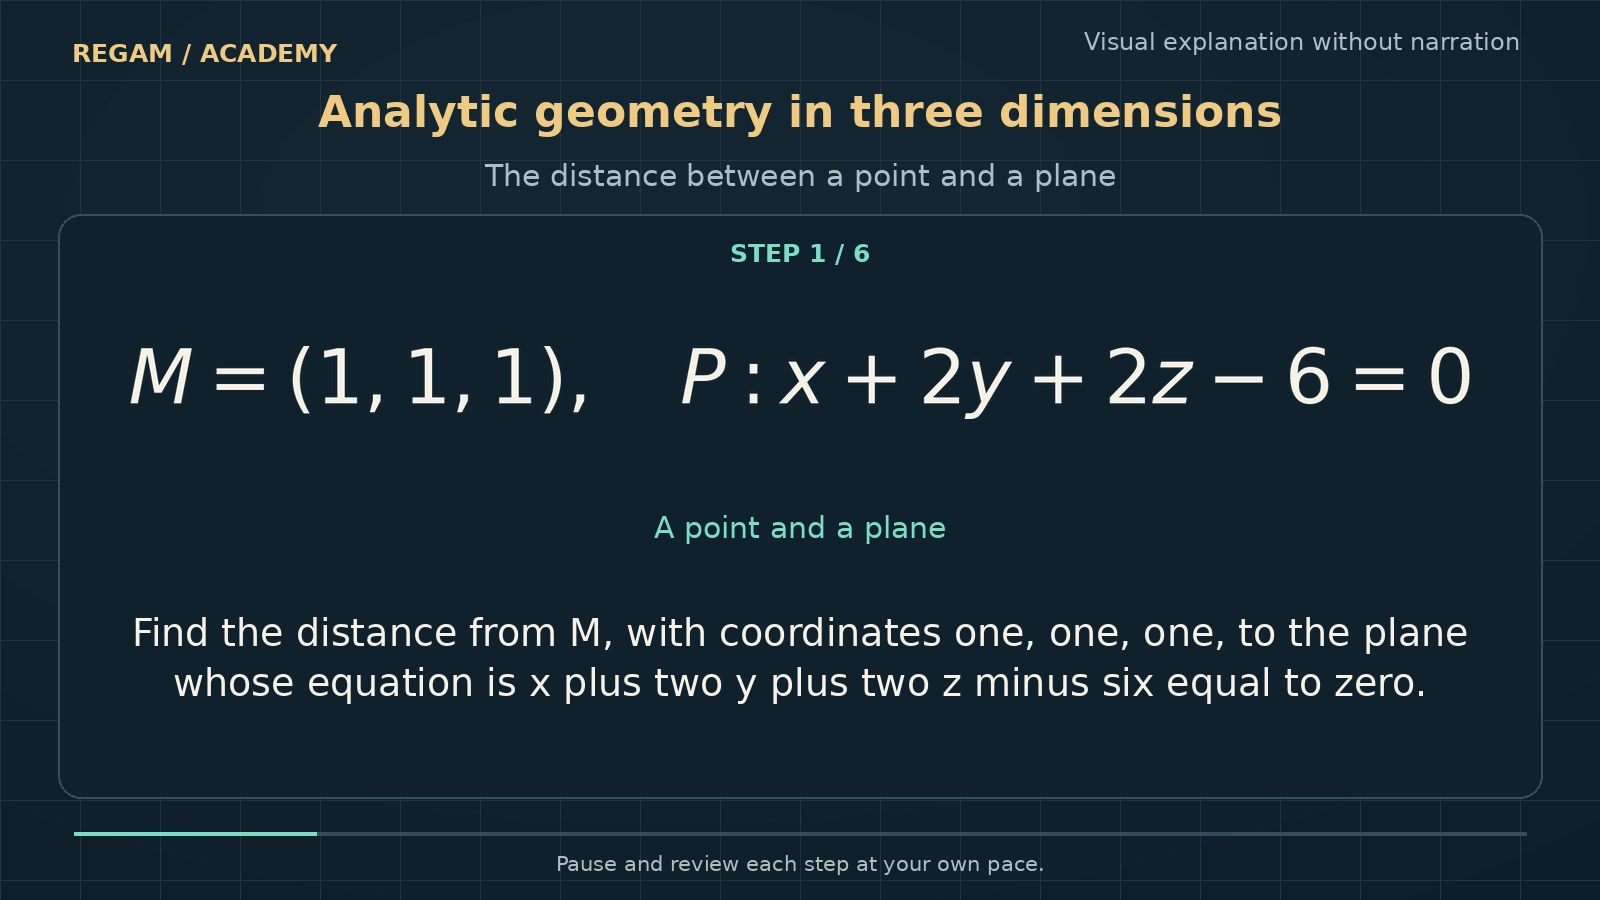 REGAM / ACADEMY
Visual explanation without narration
Analytic geometry in three dimensions
The distance between a point and a plane
STEP 1 / 6
M = (1, 1, 1),   P : x + 2y + 2z − 6 = 0
A point and a plane
Find the distance from M, with coordinates one, one, one, to the plane
whose equation is x plus two y plus two z minus six equal to zero.
Pause and review each step at your own pace.